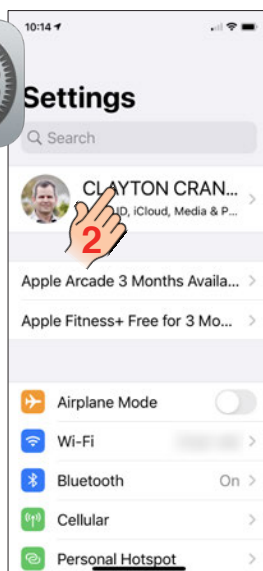 10:14
Settings
Search
CLAYTON CRAN...
ID, iCloud, Media & P...
2
Apple Arcade 3 Months Availa...
Apple Fitness+ Free for 3 Mo...
Airplane Mode
Wi-Fi
Bluetooth On
Cellular
Personal Hotspot